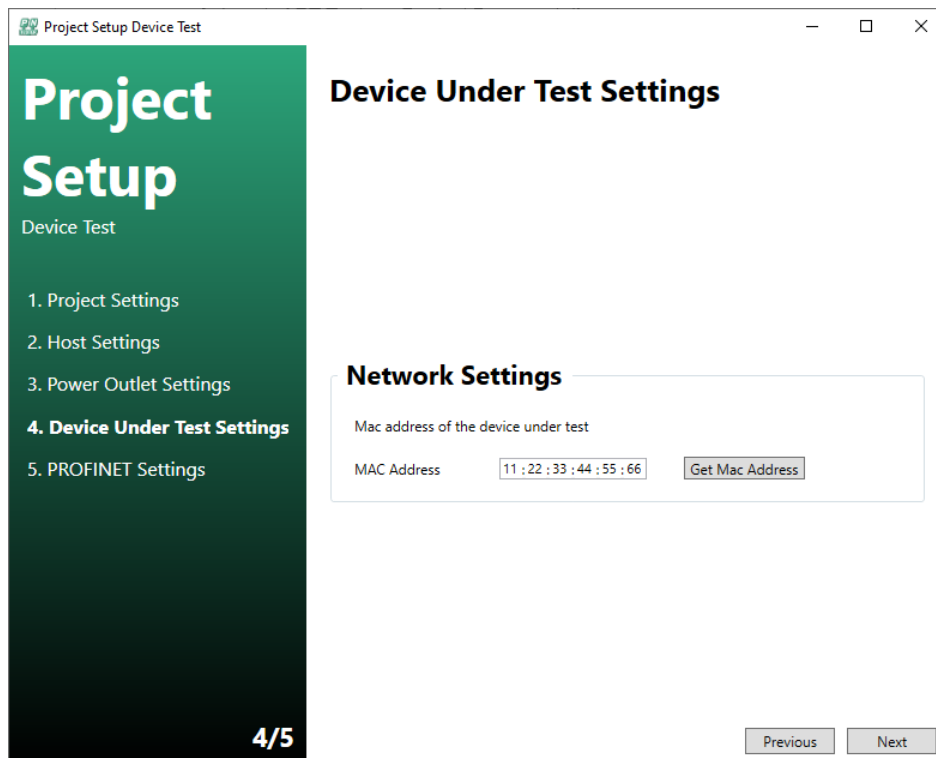 Project Setup Device Test
Project
Setup
Device Test
1. Project Settings
2. Host Settings
3. Power Outlet Settings
4. Device Under Test Settings
5. PROFINET Settings
4/5
Device Under Test Settings
Network Settings
Mac address of the device under test
MAC Address 11 : 22 : 33 : 44 : 55 : 66 Get Mac Address
Previous Next